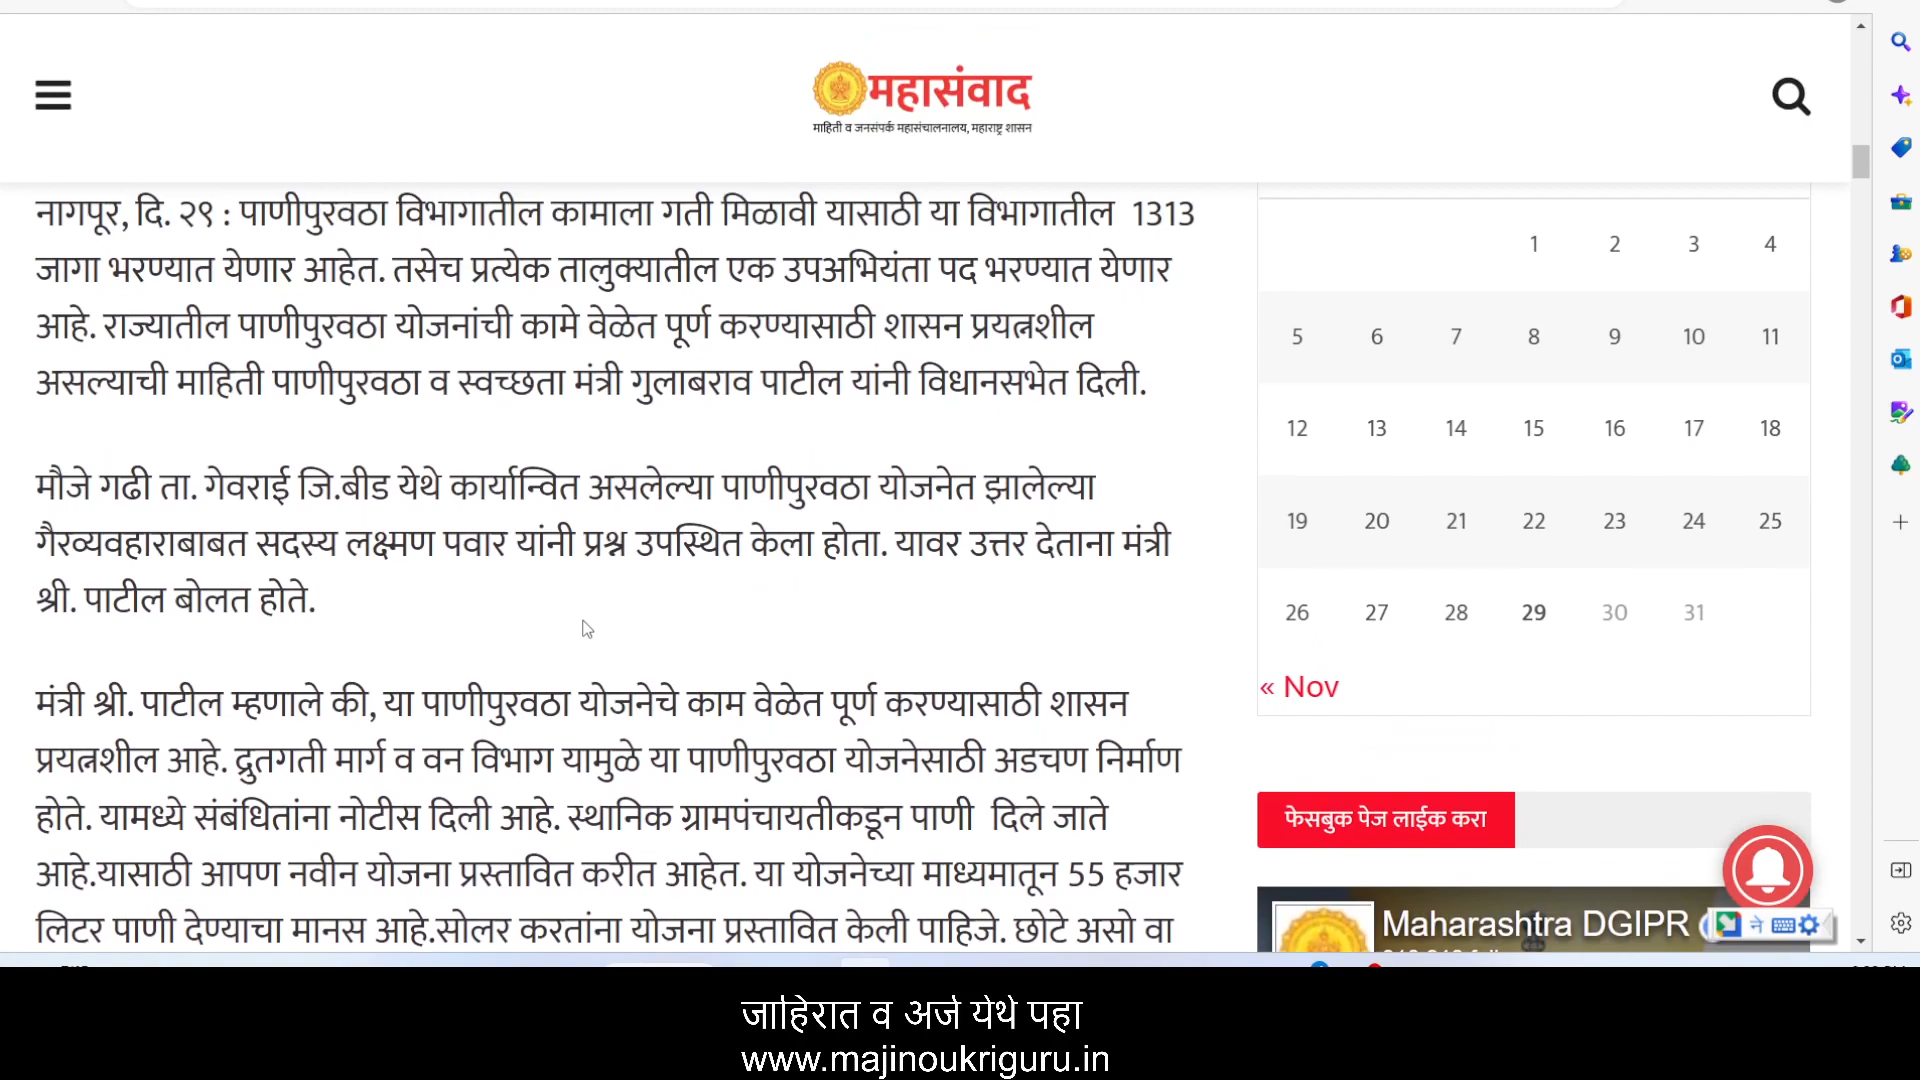 महासंवाद
माहिती व जनसंपर्क महासंचालनालय, महाराष्ट्र शासन
नागपूर, दि. २९ : पाणीपुरवठा विभागातील कामाला गती मिळावी यासाठी या विभागातील 1313
जागा भरण्यात येणार आहेत. तसेच प्रत्येक तालुक्यातील एक उपअभियंता पद भरण्यात येणार
आहे. राज्यातील पाणीपुरवठा योजनांची कामे वेळेत पूर्ण करण्यासाठी शासन प्रयत्नशील
असल्याची माहिती पाणीपुरवठा व स्वच्छता मंत्री गुलाबराव पाटील यांनी विधानसभेत दिली.
मौजे गढी ता. गेवराई जि.बीड येथे कार्यान्वित असलेल्या पाणीपुरवठा योजनेत झालेल्या
गैरव्यवहाराबाबत सदस्य लक्ष्मण पवार यांनी प्रश्न उपस्थित केला होता. यावर उत्तर देताना मंत्री
श्री. पाटील बोलत होते.
मंत्री श्री. पाटील म्हणाले की, या पाणीपुरवठा योजनेचे काम वेळेत पूर्ण करण्यासाठी शासन
प्रयत्नशील आहे. द्रुतगती मार्ग व वन विभाग यामुळे या पाणीपुरवठा योजनेसाठी अडचण निर्माण
होते. यामध्ये संबंधितांना नोटीस दिली आहे. स्थानिक ग्रामपंचायतीकडून पाणी दिले जाते
आहे.यासाठी आपण नवीन योजना प्रस्तावित करीत आहेत. या योजनेच्या माध्यमातून 55 हजार
लिटर पाणी देण्याचा मानस आहे.सोलर करतांना योजना प्रस्तावित केली पाहिजे. छोटे असो वा
1 2 3 4
5 6 7 8 9 10 11
12 13 14 15 16 17 18
19 20 21 22 23 24 25
26 27 28 29 30 31
« Nov
फेसबुक पेज लाईक करा
Maharashtra DGIPR
ने
जाहिरात व अर्ज येथे पहा
www.majinoukriguru.in